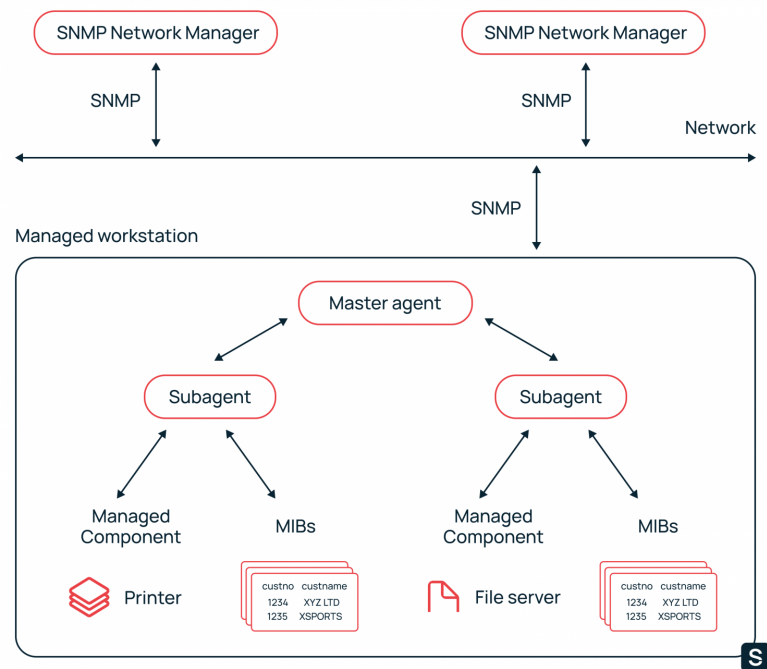 SNMP Network Manager
SNMP Network Manager
SNMP
SNMP
Network
SNMP
Managed workstation
Master agent
Subagent
Subagent
Managed
Component
MIBs
Managed
Component
MIBs
Printer
custno custname
1234 XYZ LTD
1235 XSPORTS
File server
custno custname
1234 XYZ LTD
1235 XSPORTS
S